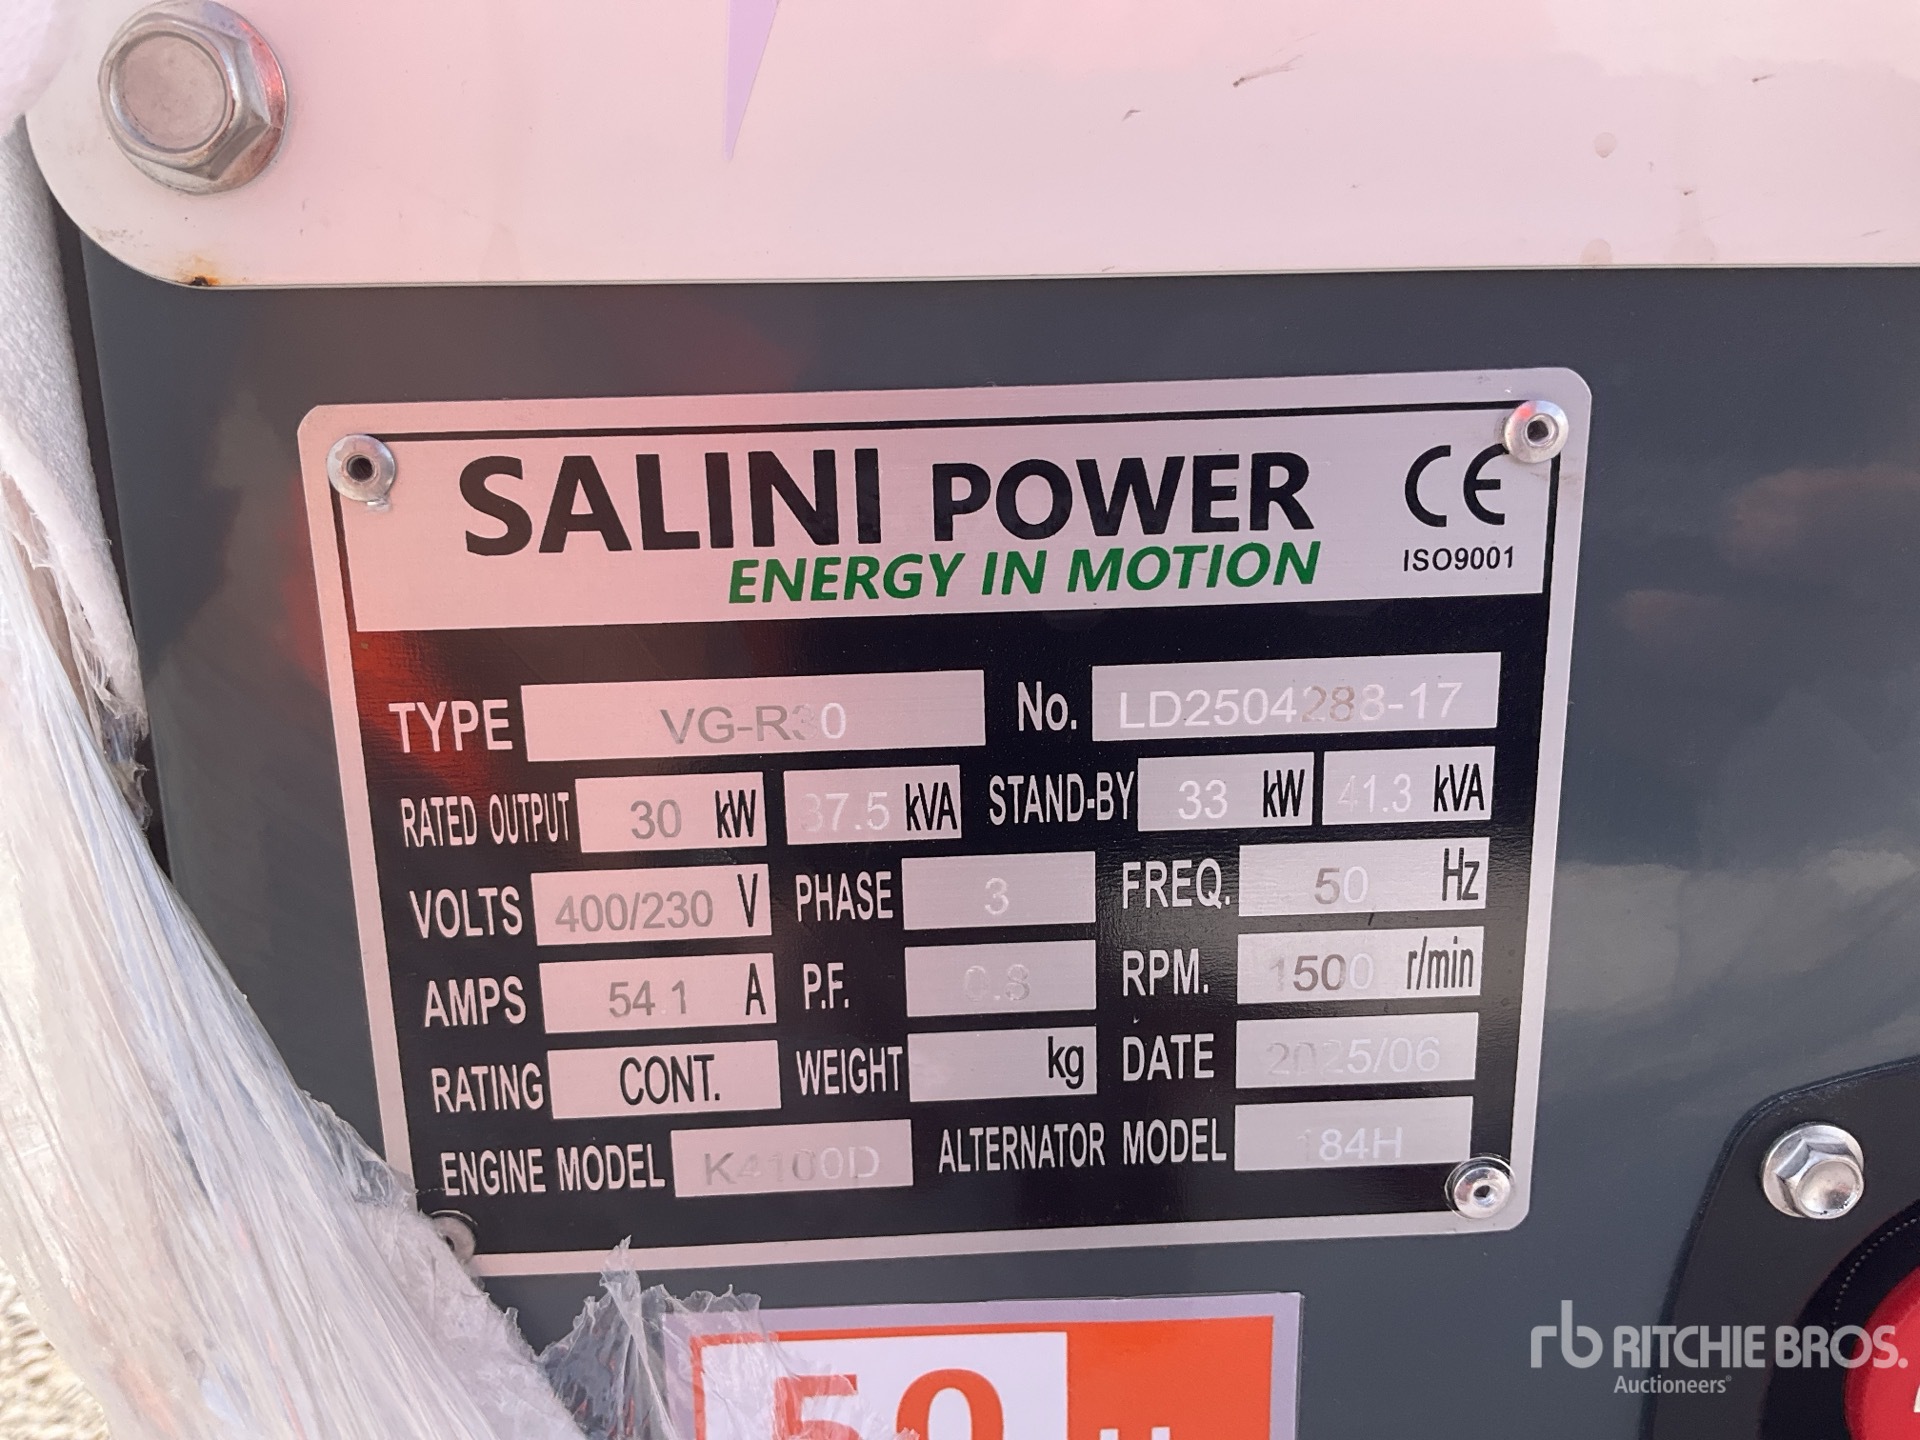 SALINI POWER
CE
ENERGY IN MOTION
ISO9001
TYPE VG-R30 No. LD2504288-17
RATED OUTPUT 30 kW 37.5 kVA STAND-BY 33 kW 41.3 kVA
VOLTS 400/230 V PHASE 3 FREQ. 50 Hz
AMPS 54.1 A P.F. 0.8 RPM. 1500 r/min
RATING CONT. WEIGHT kg DATE 2025/06
ENGINE MODEL K4100D ALTERNATOR MODEL 184H
50
rb RITCHIE BROS.
Auctioneers